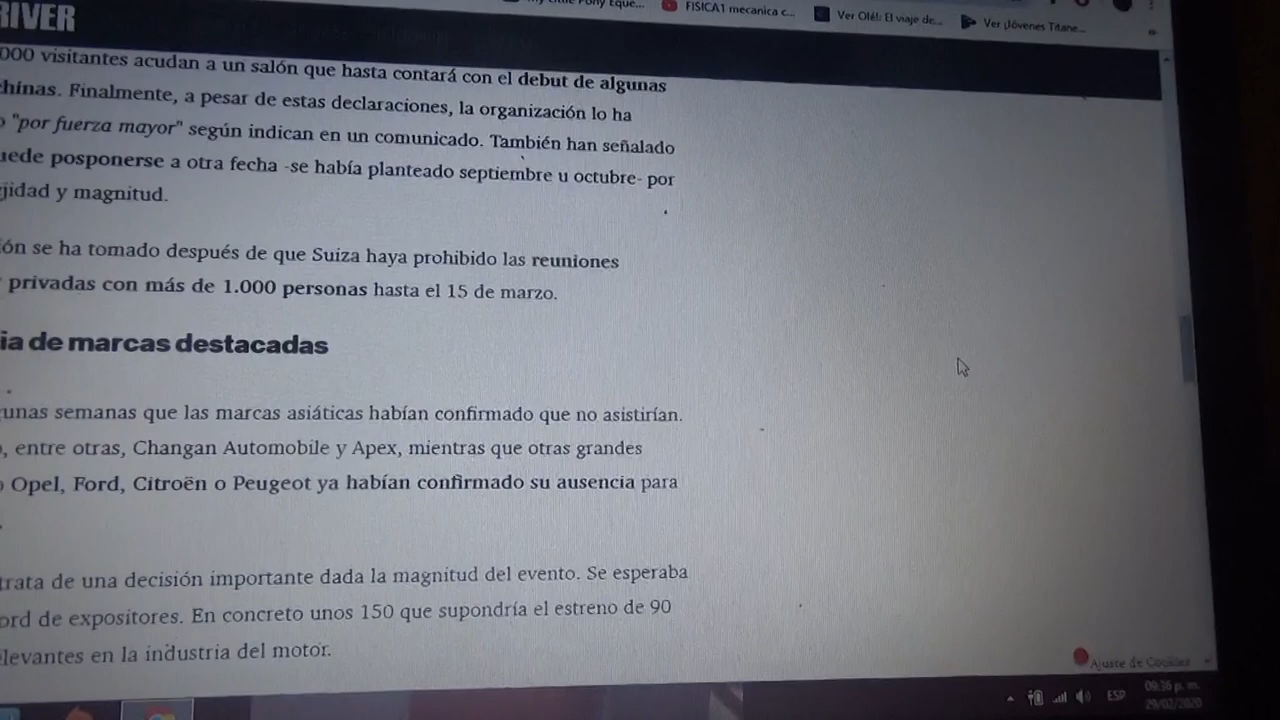 RIVER
My Little Pony Eque...
FISICA1 mecanica c...
Ver Olé!: El viaje de...
Ver ¡Jóvenes Titane...
000 visitantes acudan a un salón que hasta contará con el debut de algunas
hinas. Finalmente, a pesar de estas declaraciones, la organización lo ha
o "por fuerza mayor" según indican en un comunicado. También han señalado
uede posponerse a otra fecha -se había planteado septiembre u octubre- por
jidad y magnitud.
ión se ha tomado después de que Suiza haya prohibido las reuniones
privadas con más de 1.000 personas hasta el 15 de marzo.
ia de marcas destacadas
unas semanas que las marcas asiáticas habían confirmado que no asistirían.
, entre otras, Changan Automobile y Apex, mientras que otras grandes
o Opel, Ford, Citroën o Peugeot ya habían confirmado su ausencia para
trata de una decisión importante dada la magnitud del evento. Se esperaba
ord de expositores. En concreto unos 150 que supondría el estreno de 90
levantes en la industria del motor.
Ajuste de Cookies
ESP
09:36 p. m.
29/02/2020